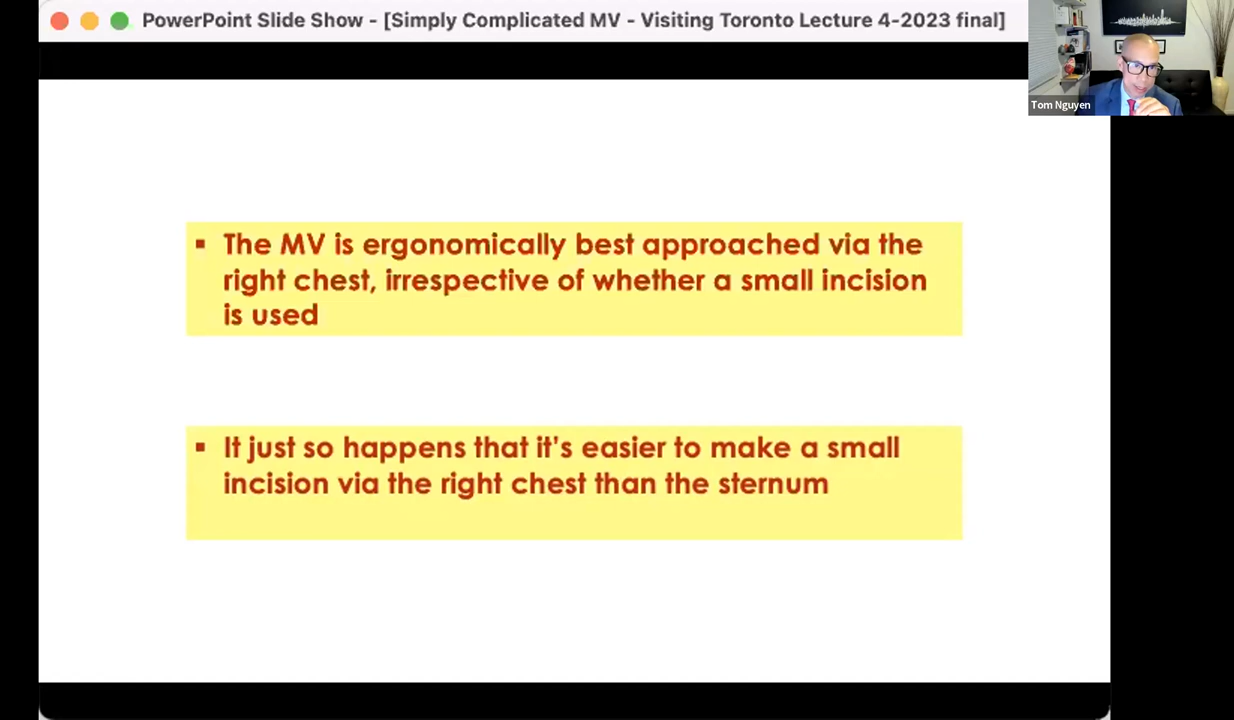 PowerPoint Slide Show - [Simply Complicated MV - Visiting Toronto Lecture 4-2023 final]
Tom Nguyen
▪ The MV is ergonomically best approached via the
right chest, irrespective of whether a small incision
is used
▪ It just so happens that it's easier to make a small
incision via the right chest than the sternum